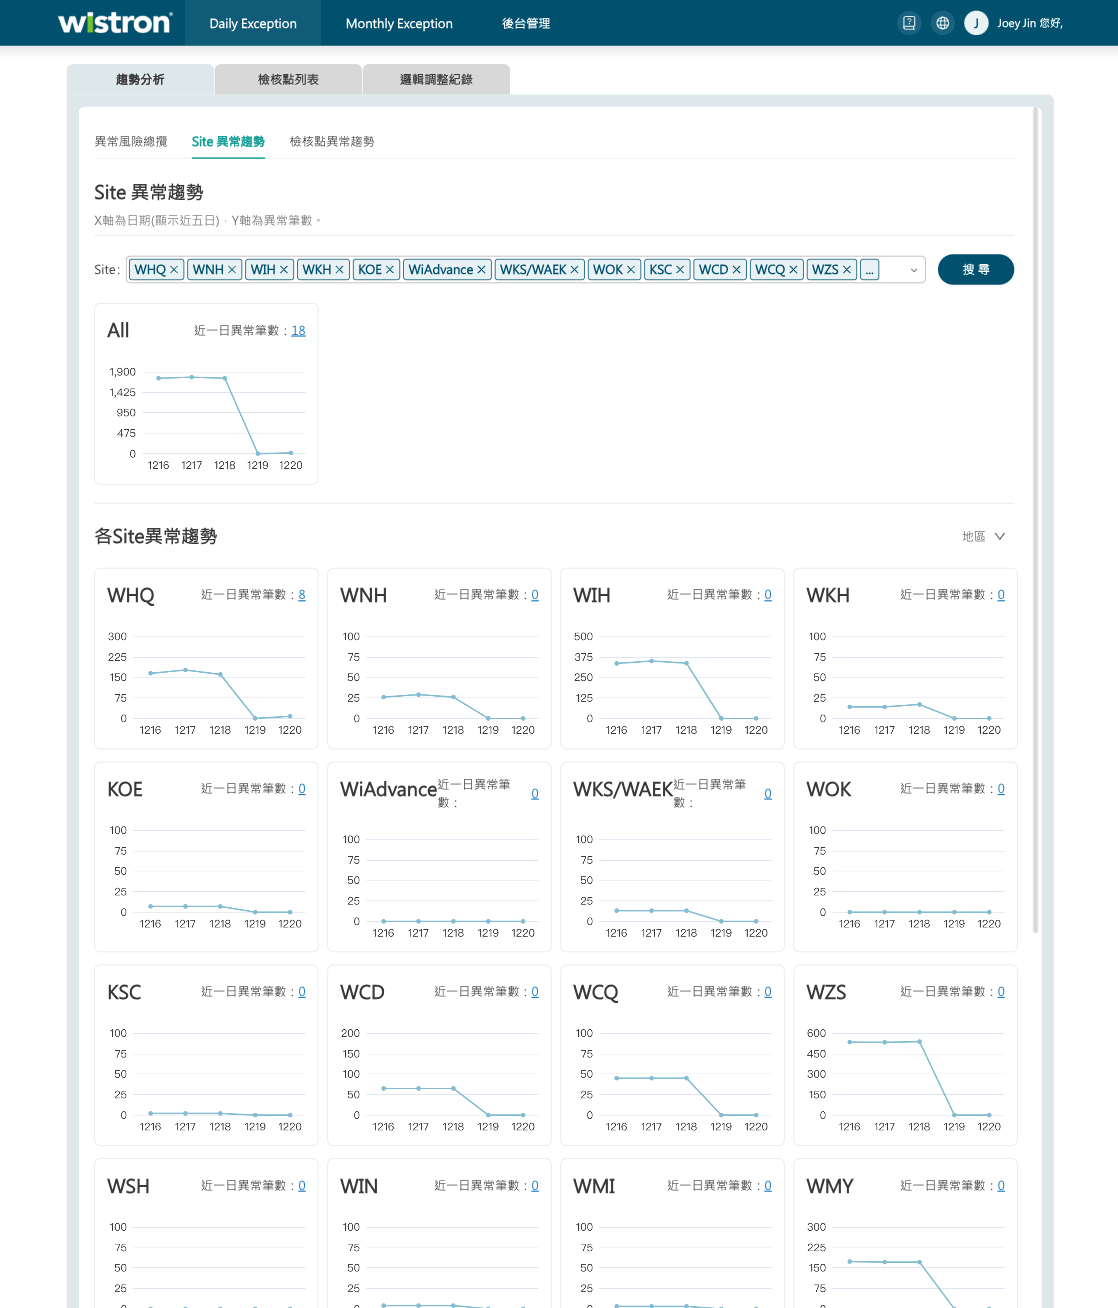 wistron
Daily Exception
Monthly Exception
後台管理
J
Joey Jin 您好,
趨勢分析
檢核點列表
邏輯調整紀錄
異常風險總攬
Site 異常趨勢
檢核點異常趨勢
Site 異常趨勢
X軸為日期(顯示近五日)，Y軸為異常筆數。
Site: WHQ × WNH × WIH × WKH × KOE × WiAdvance × WKS/WAEK × WOK × KSC × WCD × WCQ × WZS × ...
搜 尋
All 近一日異常筆數：18
1,900
1,425
950
475
0
1216 1217 1218 1219 1220
各Site異常趨勢
地區
WHQ 近一日異常筆數：8
300
225
150
75
0
1216 1217 1218 1219 1220
WNH 近一日異常筆數：0
100
75
50
25
0
1216 1217 1218 1219 1220
WIH 近一日異常筆數：0
500
375
250
125
0
1216 1217 1218 1219 1220
WKH 近一日異常筆數：0
100
75
50
25
0
1216 1217 1218 1219 1220
KOE 近一日異常筆數：0
100
75
50
25
0
1216 1217 1218 1219 1220
WiAdvance 近一日異常筆
數： 0
100
75
50
25
0
1216 1217 1218 1219 1220
WKS/WAEK 近一日異常筆
數： 0
100
75
50
25
0
1216 1217 1218 1219 1220
WOK 近一日異常筆數：0
100
75
50
25
0
1216 1217 1218 1219 1220
KSC 近一日異常筆數：0
100
75
50
25
0
1216 1217 1218 1219 1220
WCD 近一日異常筆數：0
200
150
100
50
0
1216 1217 1218 1219 1220
WCQ 近一日異常筆數：0
100
75
50
25
0
1216 1217 1218 1219 1220
WZS 近一日異常筆數：0
600
450
300
150
0
1216 1217 1218 1219 1220
WSH 近一日異常筆數：0
100
75
50
25
WIN 近一日異常筆數：0
100
75
50
25
WMI 近一日異常筆數：0
100
75
50
25
WMY 近一日異常筆數：0
300
225
150
75